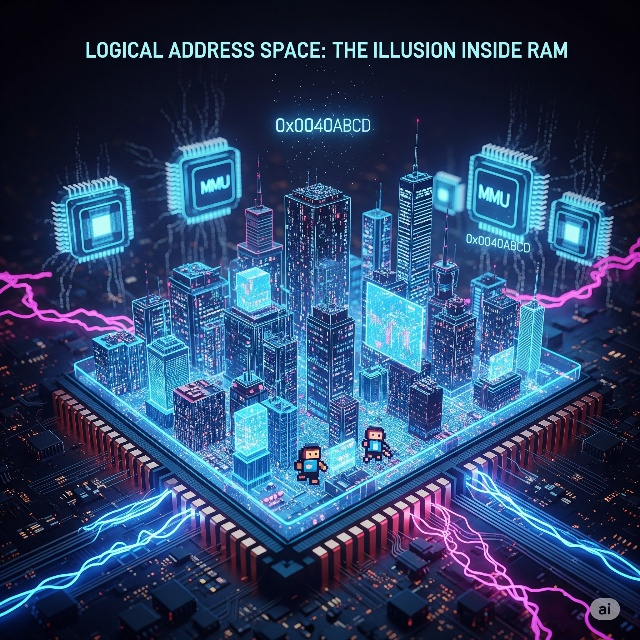 LOGICAL ADDRESS SPACE: THE ILLUSION INSIDE RAM
0x0040ABCD
MMU
MMU
0x0040ABCD
ai